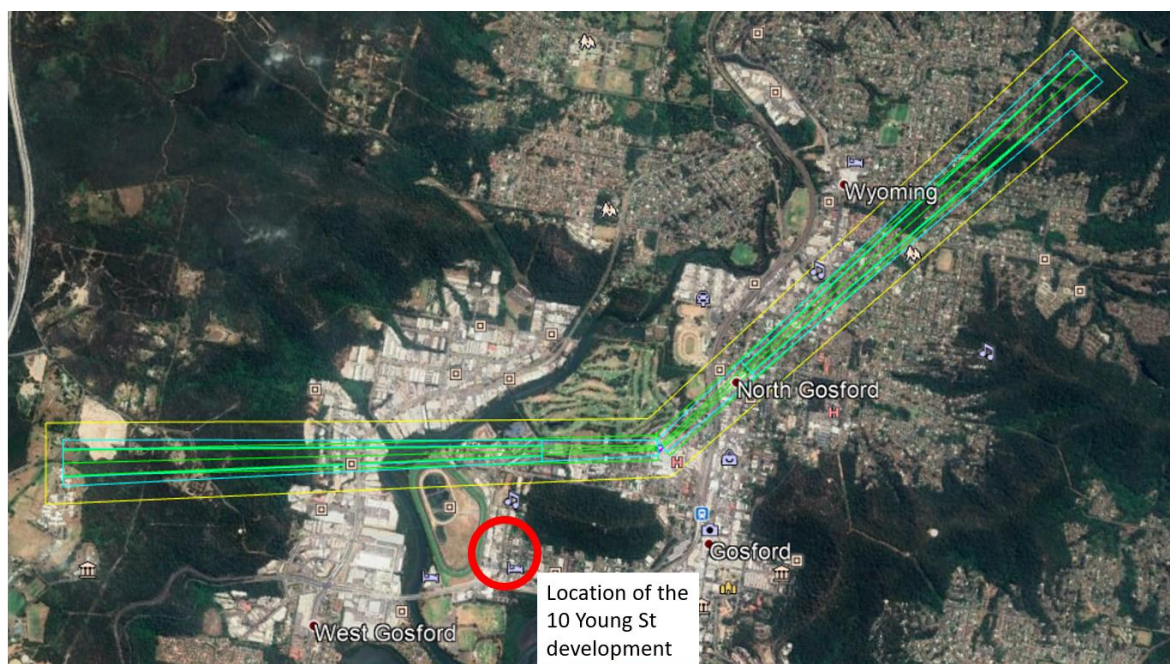 Wyoming
North Gosford
Gosford
West Gosford
Location of the
10 Young St
development